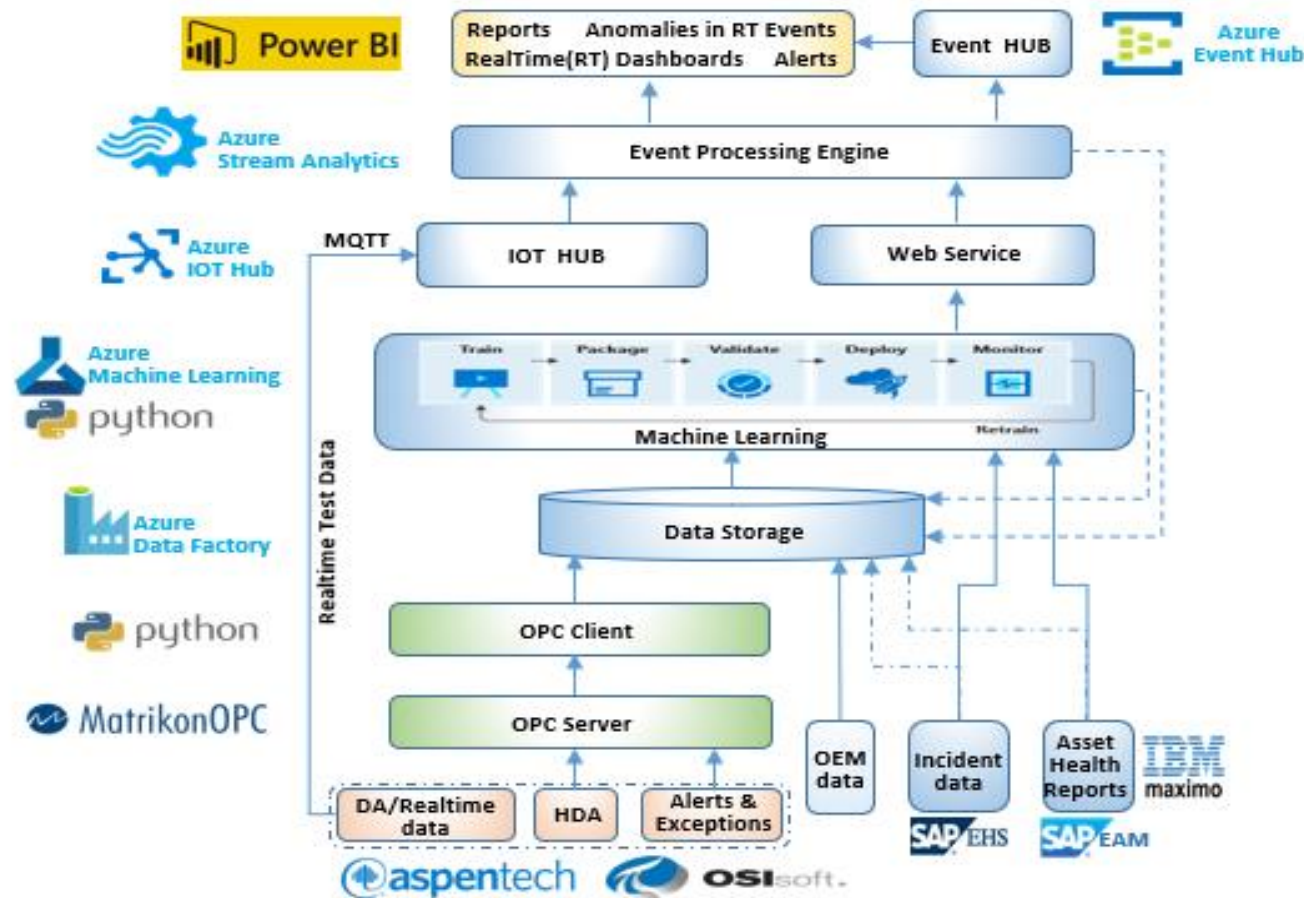 Power BI
Reports Anomalies in RT Events
RealTime(RT) Dashboards Alerts
Event HUB
Azure
Event Hub
Azure
Stream Analytics
Event Processing Engine
Azure
IOT Hub
MQTT
IOT HUB
Web Service
Azure
Machine Learning
python
Train
Package
Validate
Deploy
Monitor
Retrain
Machine Learning
Realtime Test Data
Azure
Data Factory
Data Storage
python
OPC Client
MatrikonOPC
OPC Server
OEM
data
Incident
data
Asset
Health
Reports
IBM
maximo
DA/Realtime
data
HDA
Alerts &
Exceptions
SAP EHS
SAP EAM
aspentech
OSIsoft.